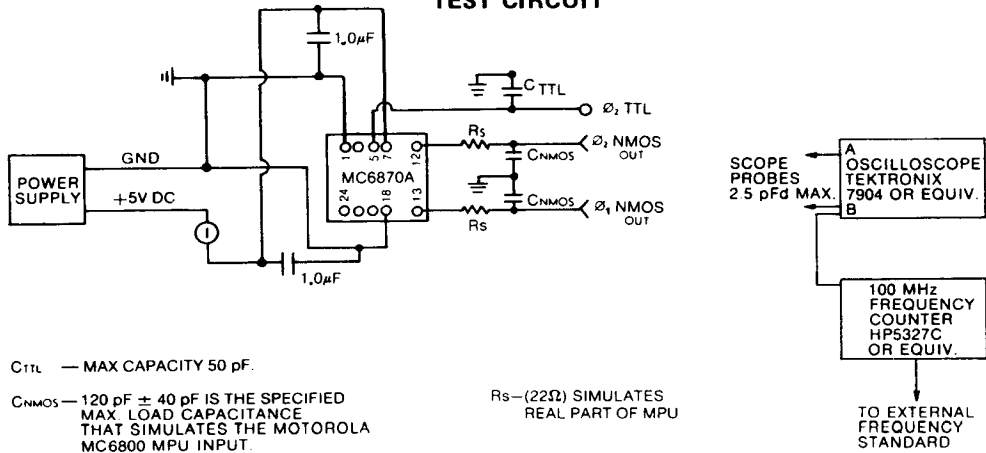 TEST CIRCUIT
1.0µF
C TTL
Ø₂ TTL
Rs
Ø₂ NMOS
OUT
CNMOS
1
5
7
12
MC6870A
24
18
13
CNMOS
Ø₁ NMOS
OUT
Rs
POWER
SUPPLY
GND
+5V DC
I
1.0µF
SCOPE
PROBES
2.5 pFd MAX.
A
OSCILLOSCOPE
TEKTRONIX
7904 OR EQUIV.
B
100 MHz
FREQUENCY
COUNTER
HP5327C
OR EQUIV.
TO EXTERNAL
FREQUENCY
STANDARD
CTTL — MAX CAPACITY 50 pF.
CNMOS — 120 pF ± 40 pF IS THE SPECIFIED
MAX. LOAD CAPACITANCE
THAT SIMULATES THE MOTOROLA
MC6800 MPU INPUT.
Rs—(22Ω) SIMULATES
REAL PART OF MPU